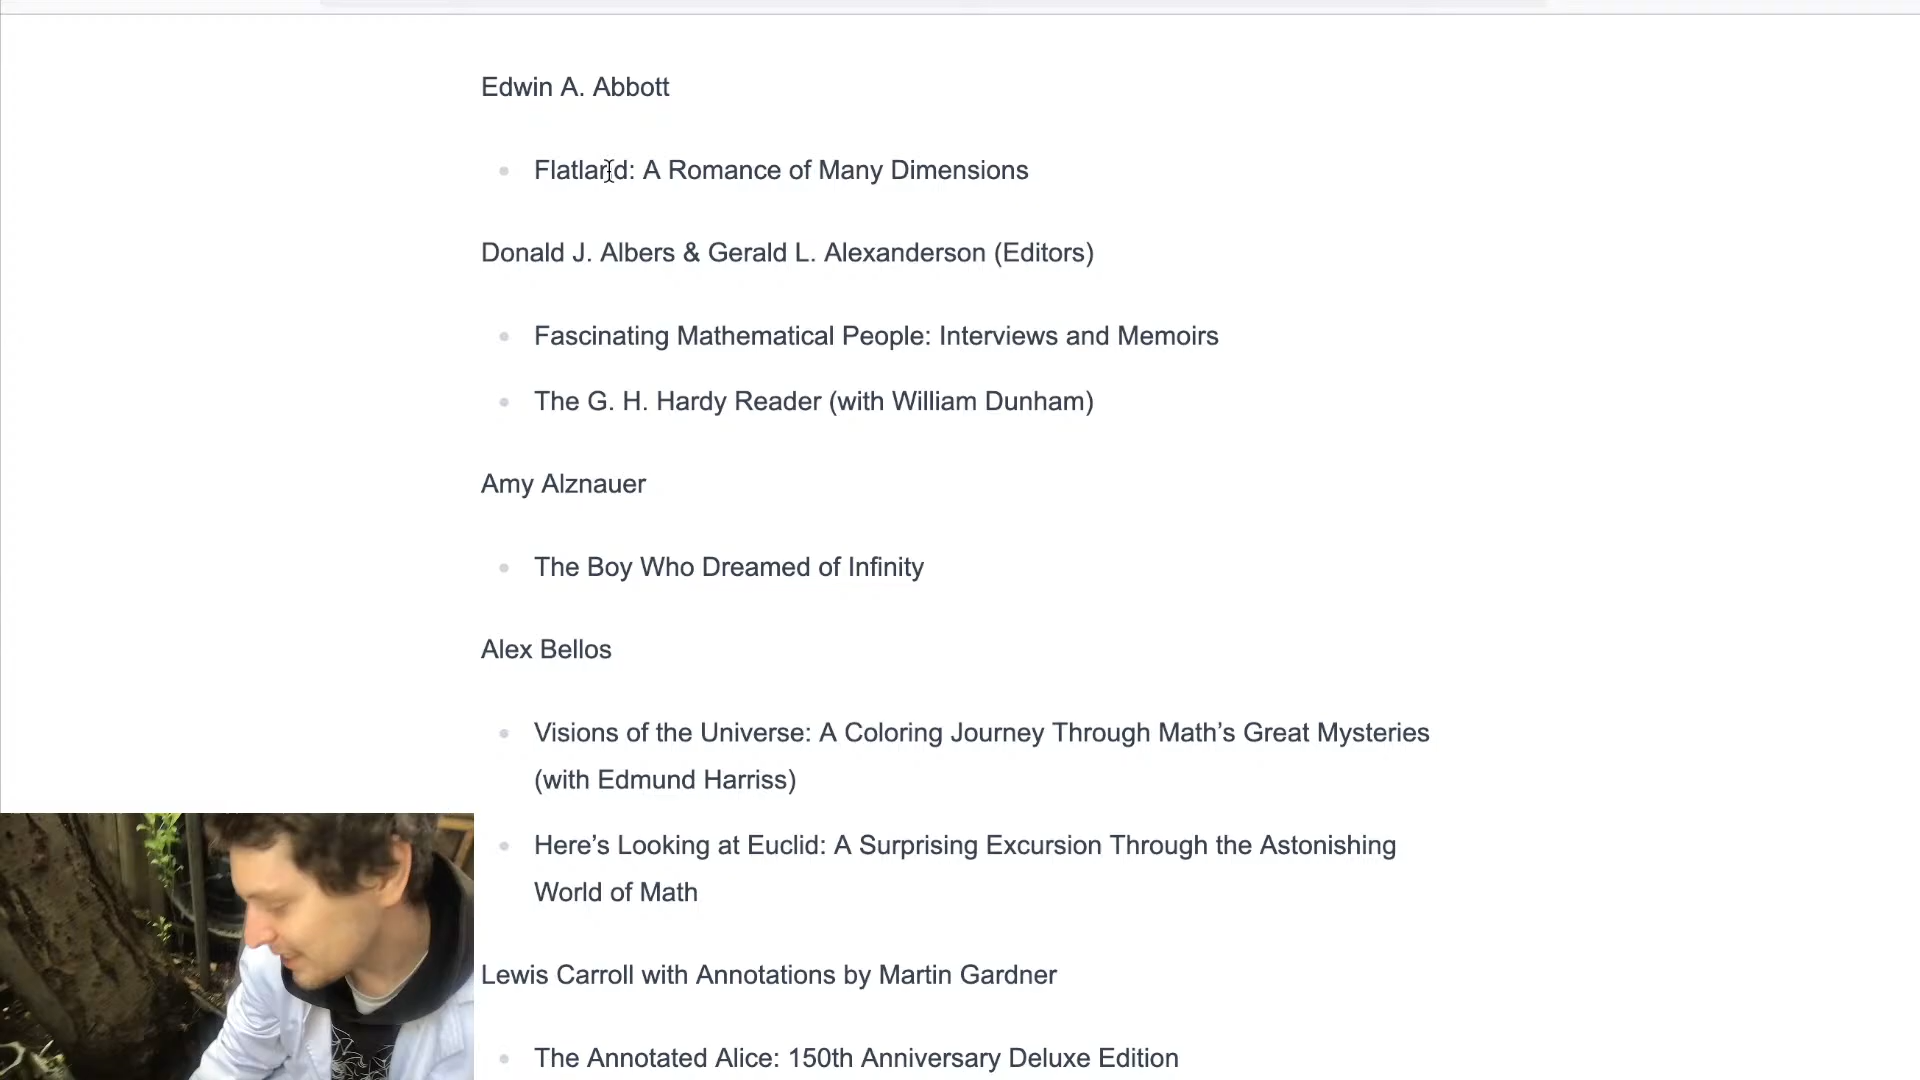 Edwin A. Abbott
Flatland: A Romance of Many Dimensions
Donald J. Albers & Gerald L. Alexanderson (Editors)
Fascinating Mathematical People: Interviews and Memoirs
The G. H. Hardy Reader (with William Dunham)
Amy Alznauer
The Boy Who Dreamed of Infinity
Alex Bellos
Visions of the Universe: A Coloring Journey Through Math’s Great Mysteries
(with Edmund Harriss)
Here’s Looking at Euclid: A Surprising Excursion Through the Astonishing
World of Math
Lewis Carroll with Annotations by Martin Gardner
The Annotated Alice: 150th Anniversary Deluxe Edition